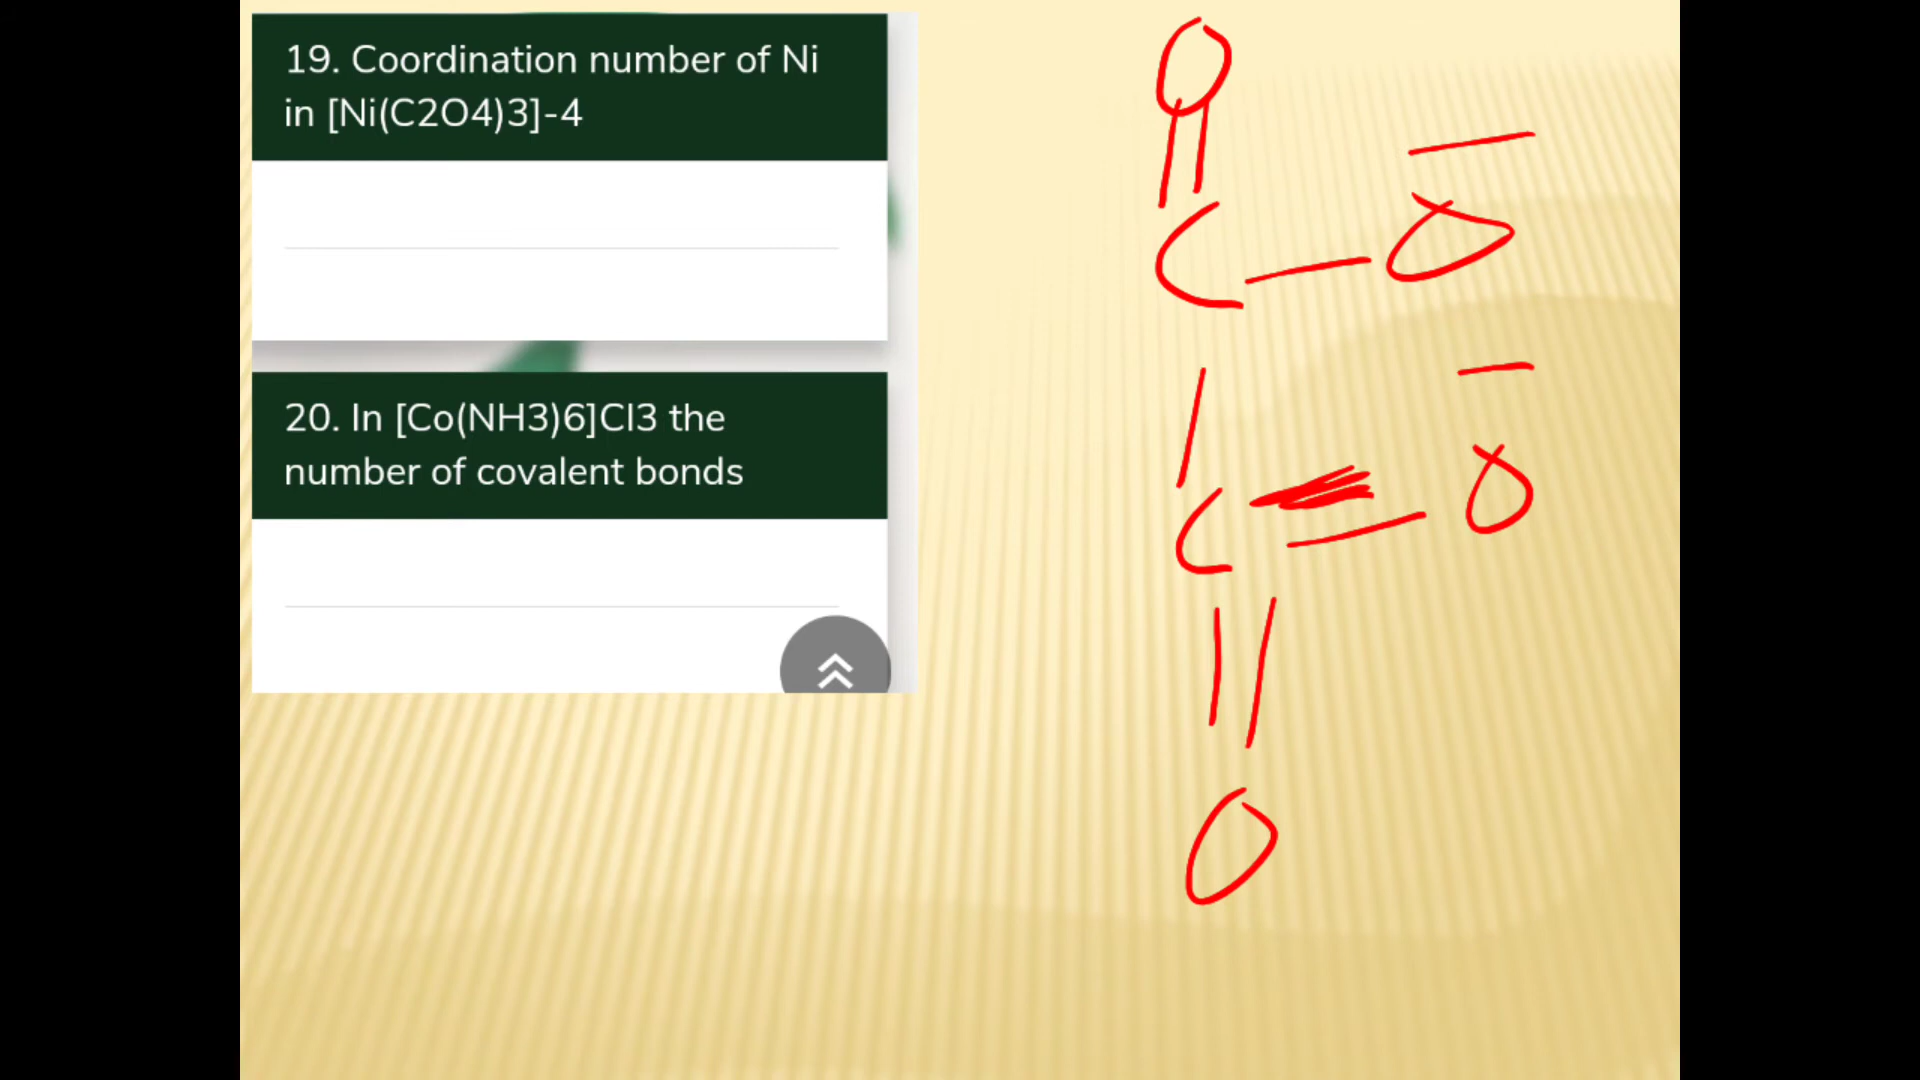 19. Coordination number of Ni
in [Ni(C2O4)3]-4
20. In [Co(NH3)6]Cl3 the
number of covalent bonds
O
C O
C O
O